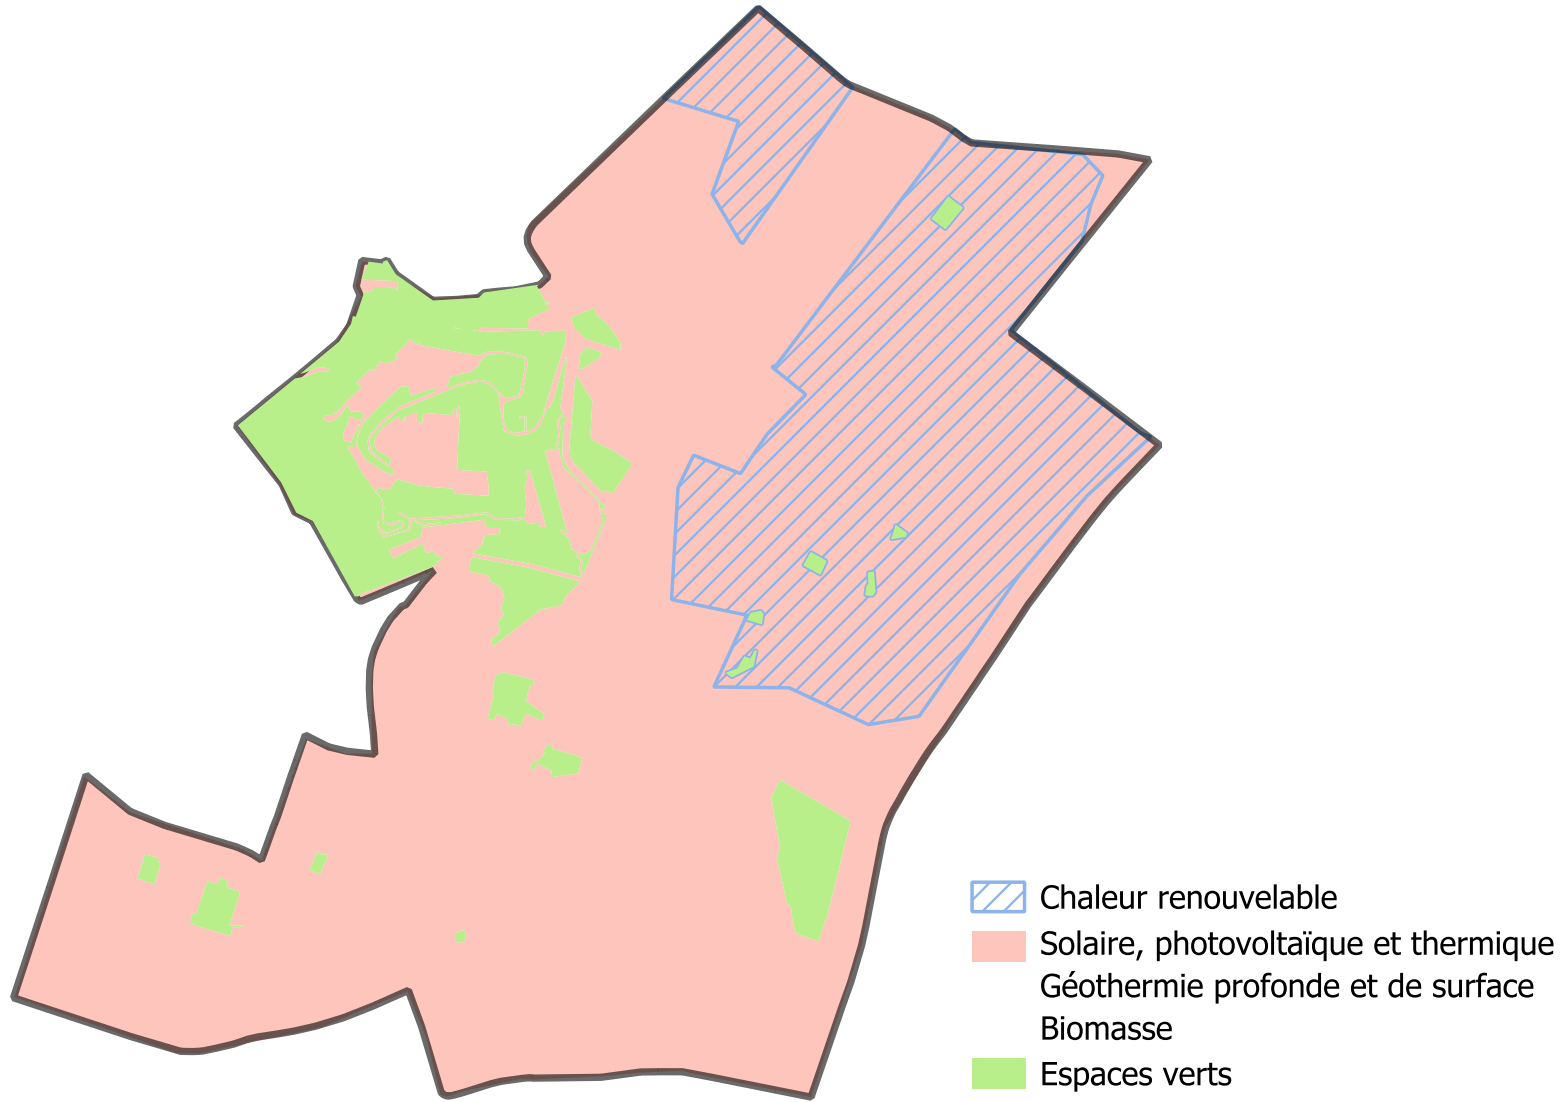 Chaleur renouvelable
Solaire, photovoltaïque et thermique
Géothermie profonde et de surface
Biomasse
Espaces verts